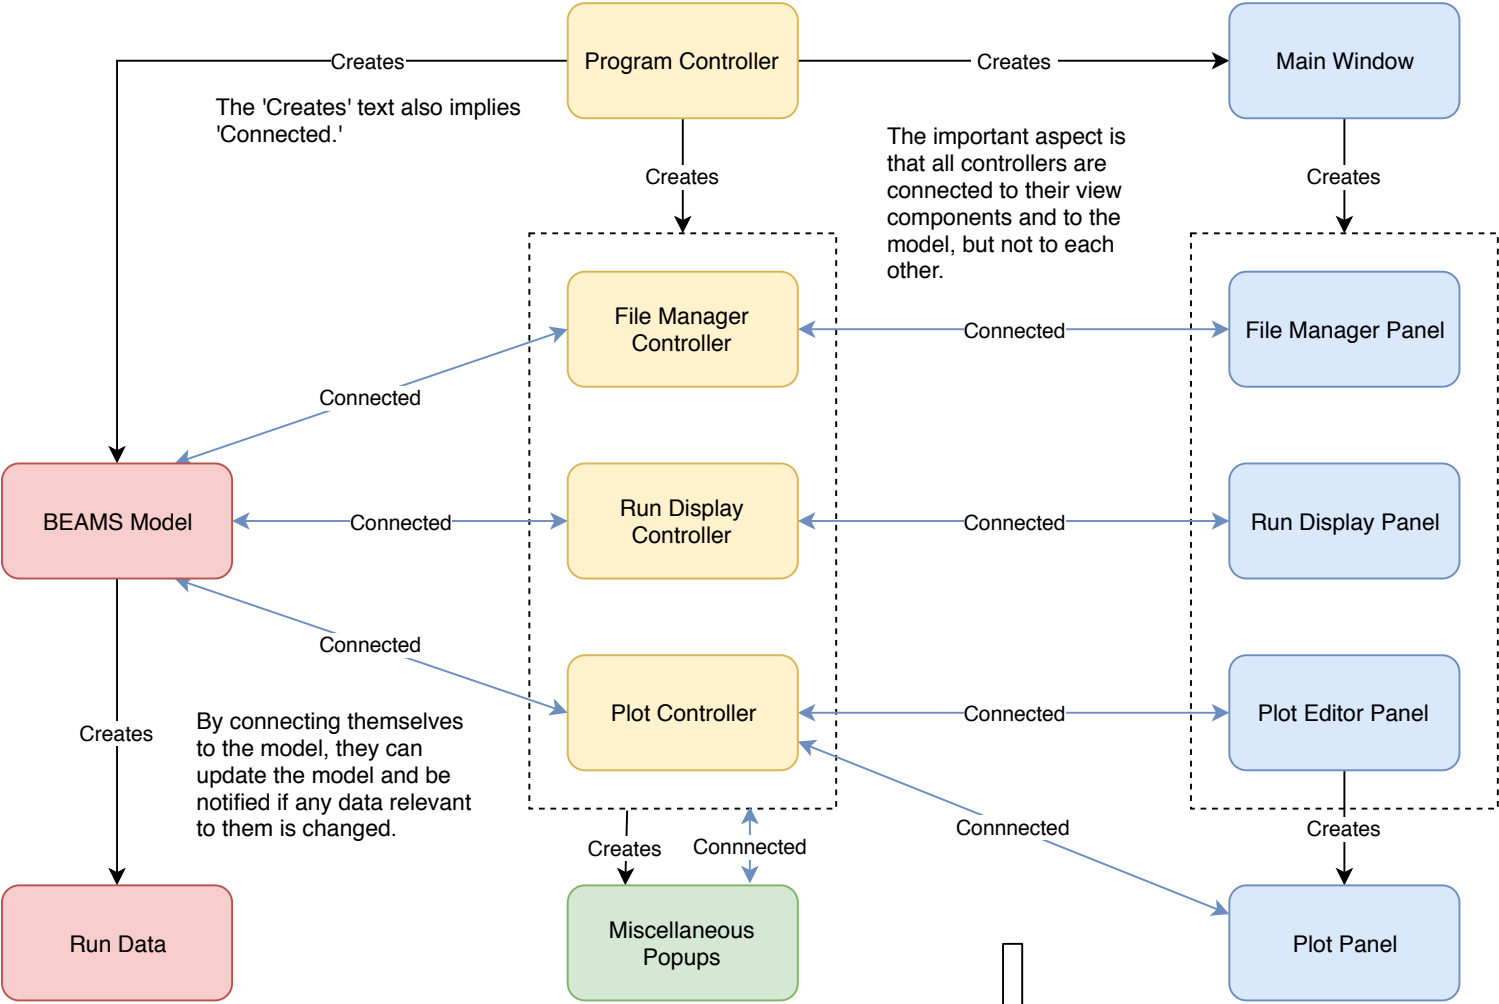 Creates
Program Controller
Creates
Main Window
The 'Creates' text also implies
'Connected.'
The important aspect is
that all controllers are
connected to their view
components and to the
model, but not to each
other.
Creates
Creates
File Manager
Controller
Connected
File Manager Panel
Connected
BEAMS Model
Connected
Run Display
Controller
Connected
Run Display Panel
Connected
Plot Controller
Connected
Plot Editor Panel
Creates
By connecting themselves
to the model, they can
update the model and be
notified if any data relevant
to them is changed.
Creates
Connnected
Connnected
Creates
Run Data
Miscellaneous
Popups
Plot Panel